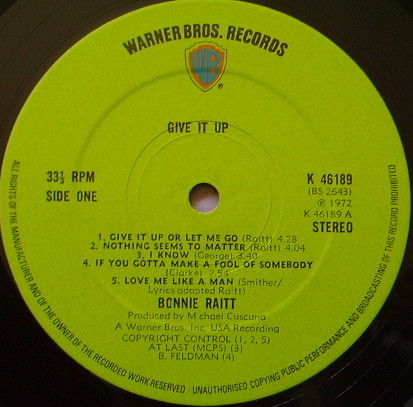 WARNER BROS. RECORDS
®
GIVE IT UP
33⅓ RPM
SIDE ONE
K 46189
(BS 2643)
℗ 1972
K 46189 A
STEREO
1. GIVE IT UP OR LET ME GO (Raitt) 4.28
2. NOTHING SEEMS TO MATTER (Raitt) 4.04
3. I KNOW (George) 3.40
4. IF YOU GOTTA MAKE A FOOL OF SOMEBODY
(Clarke) 2.54
5. LOVE ME LIKE A MAN (Smither/
Lyrics adapted Raitt)
BONNIE RAITT
Produced by Michael Cuscuna
A Warner Bros. Inc. USA Recording
COPYRIGHT CONTROL (1, 2, 5)
AT LAST (MCPS) (3)
B. FELDMAN (4)
ALL RIGHTS OF THE MANUFACTURER AND OF THE OWNER OF THE RECORDED WORK RESERVED - UNAUTHORISED COPYING PUBLIC PERFORMANCE AND BROADCASTING OF THIS RECORD PROHIBITED